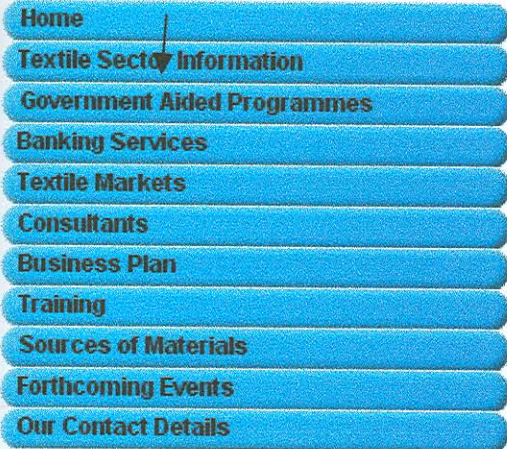 Home
Textile Sector Information
Government Aided Programmes
Banking Services
Textile Markets
Consultants
Business Plan
Training
Sources of Materials
Forthcoming Events
Our Contact Details